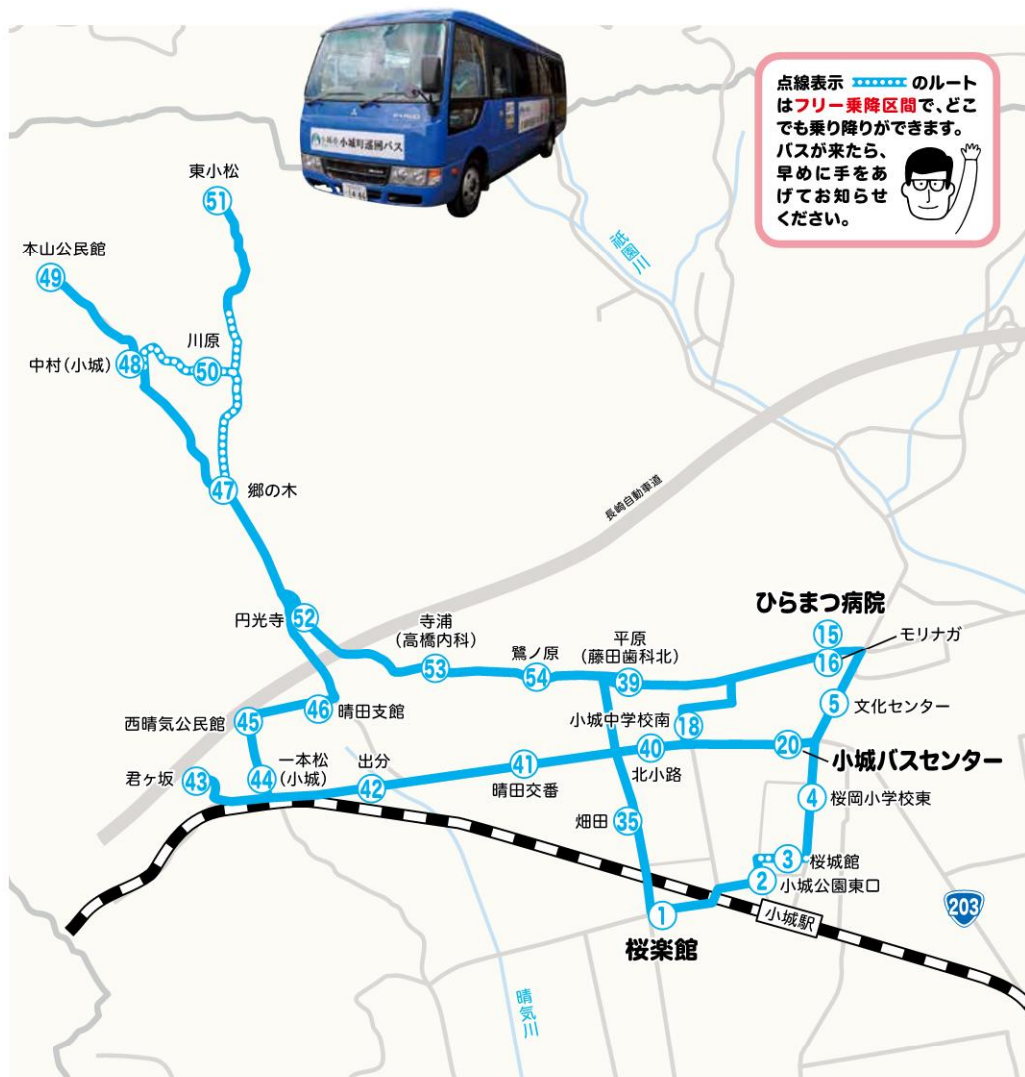 小城町巡回バス
点線表示 のルート
はフリー乗降区間で、どこ
でも乗り降りができます。
バスが来たら、
早めに手をあ
げてお知らせ
ください。
東小松
51
本山公民館
49
祇園川
川原
50
中村(小城)
48
47
郷の木
長崎自動車道
円光寺
52
寺浦
(高橋内科)
53
鷺ノ原
54
平原
(藤田歯科北)
39
ひらまつ病院
15
16
モリナガ
西晴気公民館
45
46
晴田支館
小城中学校南
18
5
文化センター
君ヶ坂
43
一本松
(小城)
44
出分
42
41
晴田交番
40
北小路
20
小城バスセンター
畑田
35
4
桜岡小学校東
3
桜城館
2
小城公園東口
1
桜楽館
小城駅
203
晴気川